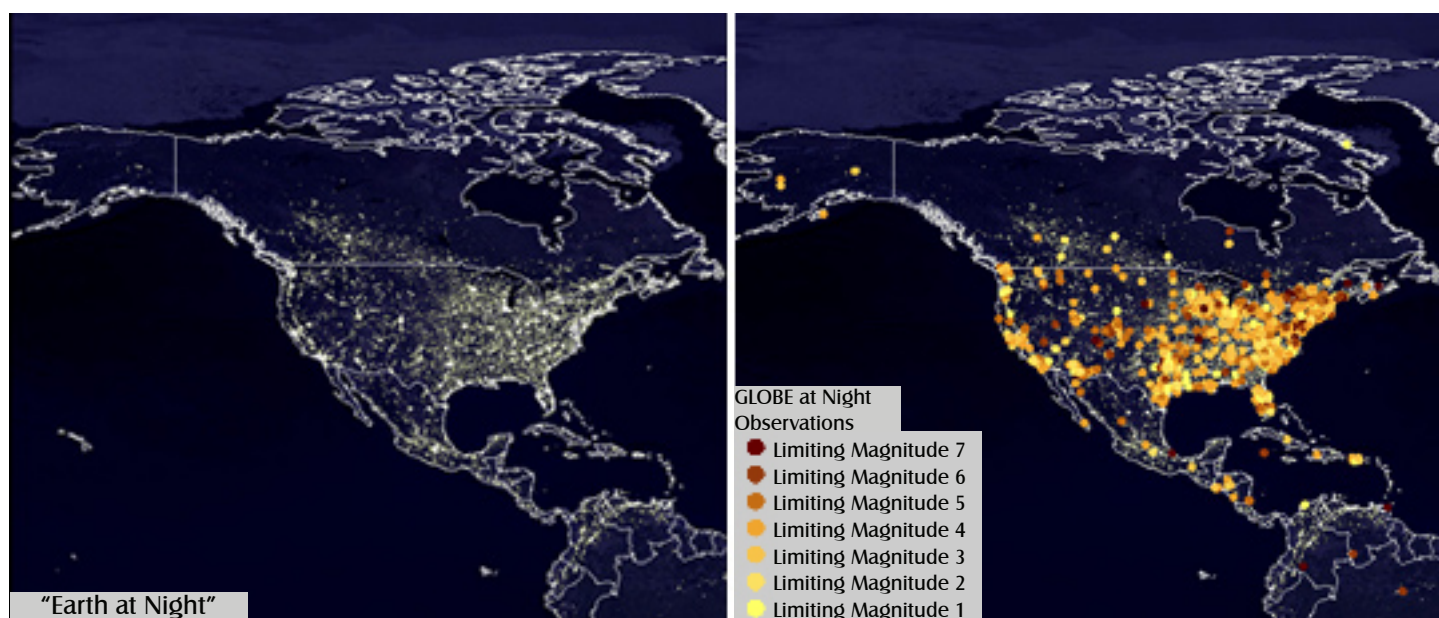 "Earth at Night"
GLOBE at Night
Observations
Limiting Magnitude 7
Limiting Magnitude 6
Limiting Magnitude 5
Limiting Magnitude 4
Limiting Magnitude 3
Limiting Magnitude 2
Limiting Magnitude 1